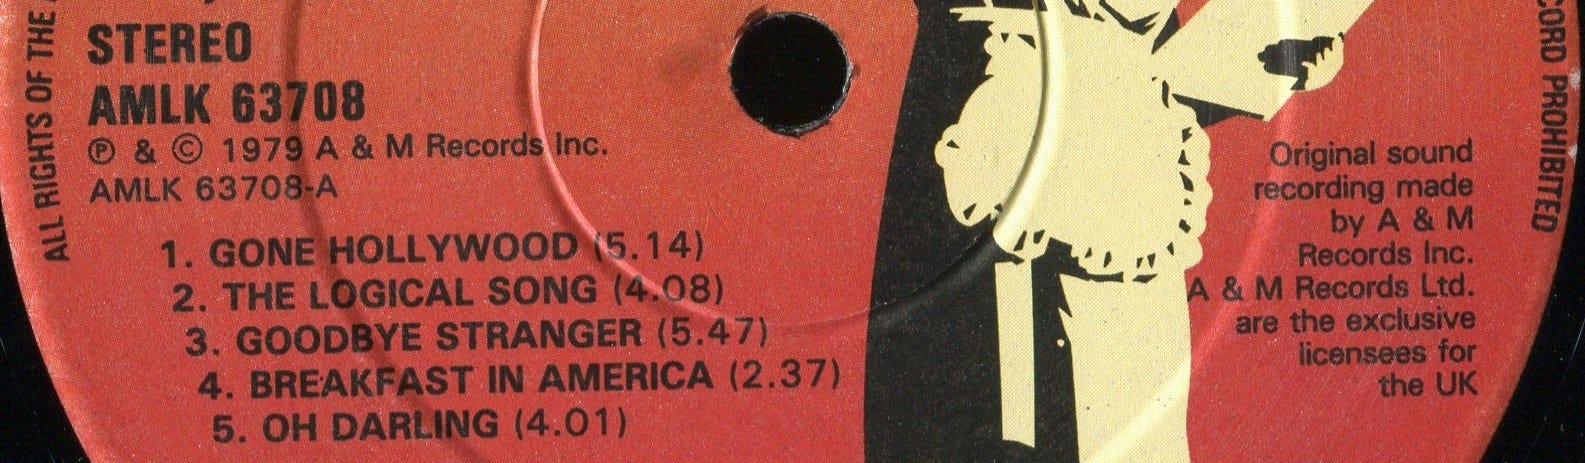 ALL RIGHTS OF THE
STEREO
AMLK 63708
Ⓟ & © 1979 A & M Records Inc.
AMLK 63708-A
1. GONE HOLLYWOOD (5.14)
2. THE LOGICAL SONG (4.08)
3. GOODBYE STRANGER (5.47)
4. BREAKFAST IN AMERICA (2.37)
5. OH DARLING (4.01)
Original sound
recording made
by A & M
Records Inc.
A & M Records Ltd.
are the exclusive
licensees for
the UK
PROHIBITED